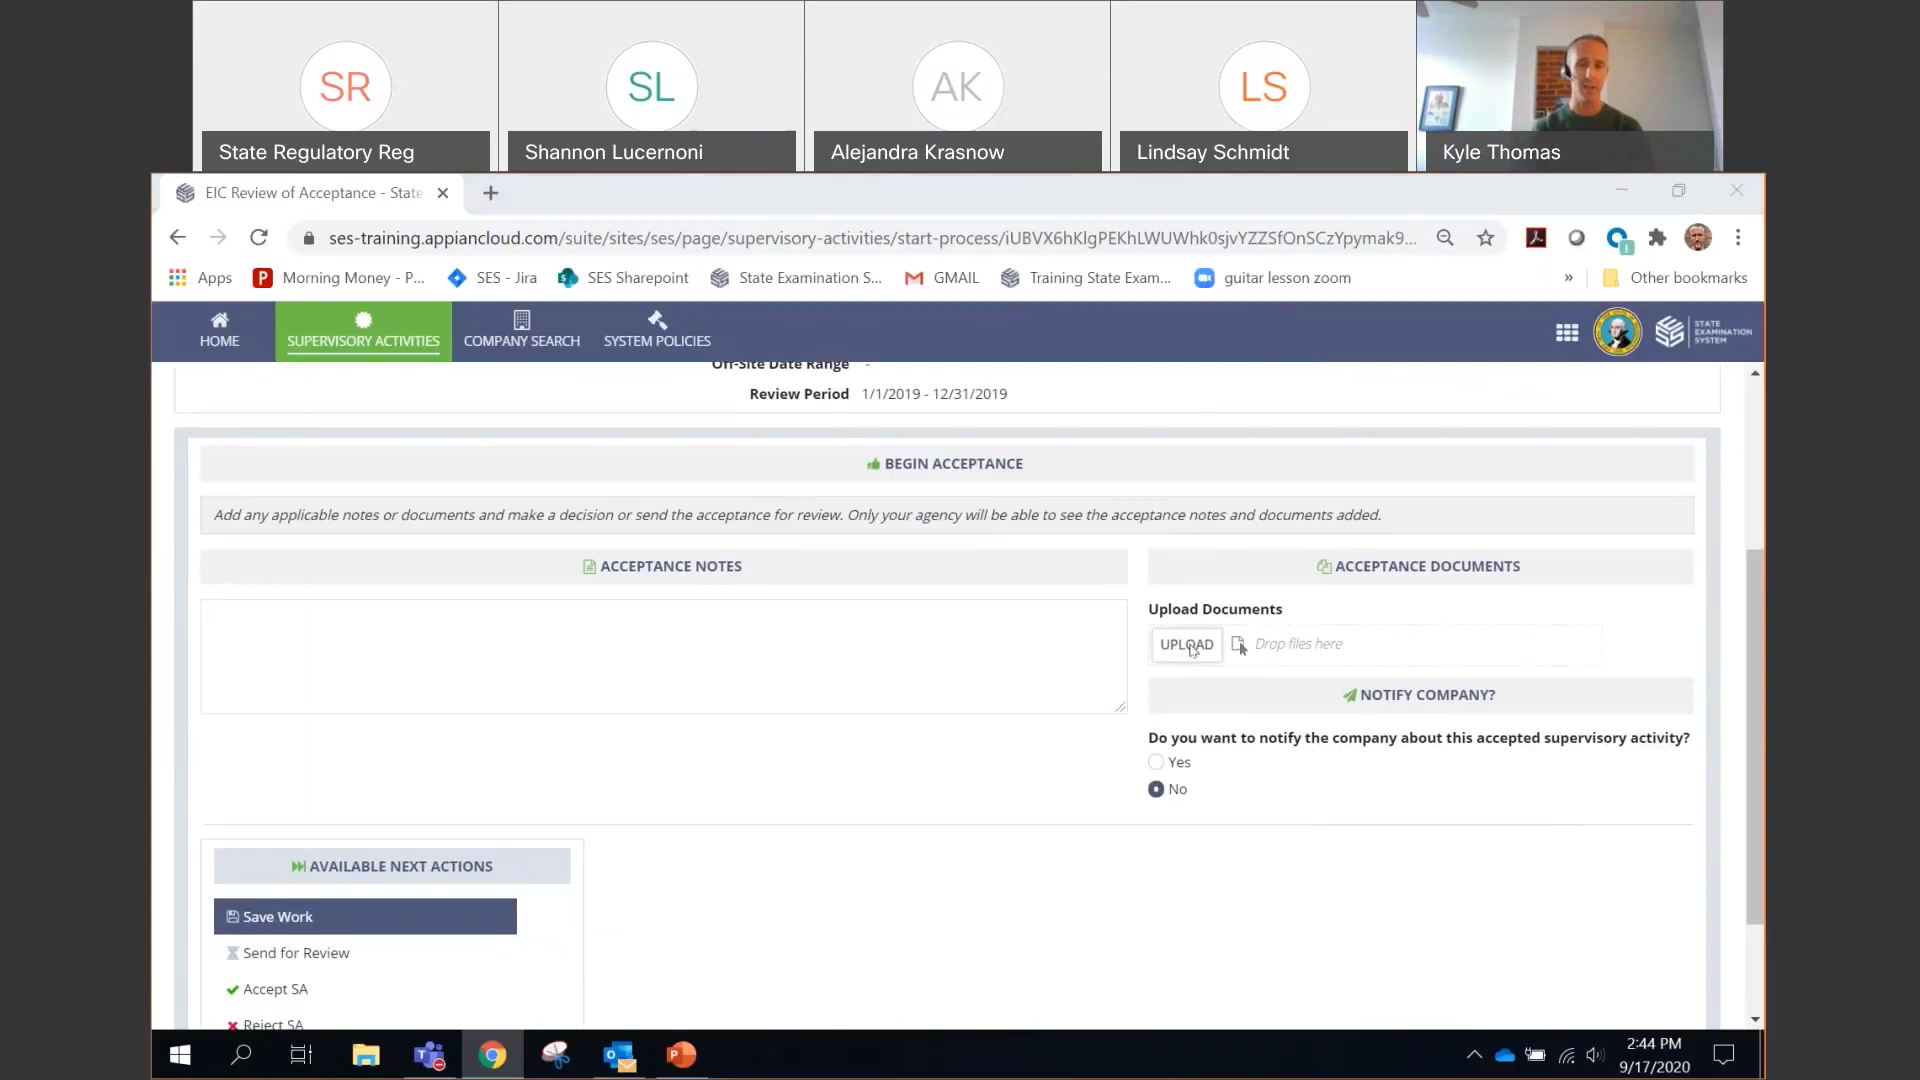 SR
SL
AK
LS
State Regulatory Reg
Shannon Lucernoni
Alejandra Krasnow
Lindsay Schmidt
Kyle Thomas
EIC Review of Acceptance - State
ses-training.appiancloud.com/suite/sites/ses/page/supervisory-activities/start-process/iUBVX6hKlgPEKhLWUWhk0sjvYZZSfOnSCzYpymak9...
Apps
Morning Money - P...
SES - Jira
SES Sharepoint
State Examination S...
GMAIL
Training State Exam...
guitar lesson zoom
»
Other bookmarks
HOME
SUPERVISORY ACTIVITIES
COMPANY SEARCH
SYSTEM POLICIES
STATE
EXAMINATION
SYSTEM
Off-Site Date Range -
Review Period 1/1/2019 - 12/31/2019
BEGIN ACCEPTANCE
Add any applicable notes or documents and make a decision or send the acceptance for review. Only your agency will be able to see the acceptance notes and documents added.
ACCEPTANCE NOTES
ACCEPTANCE DOCUMENTS
Upload Documents
UPLOAD
Drop files here
NOTIFY COMPANY?
Do you want to notify the company about this accepted supervisory activity?
Yes
No
AVAILABLE NEXT ACTIONS
Save Work
Send for Review
Accept SA
Reject SA
2:44 PM
9/17/2020